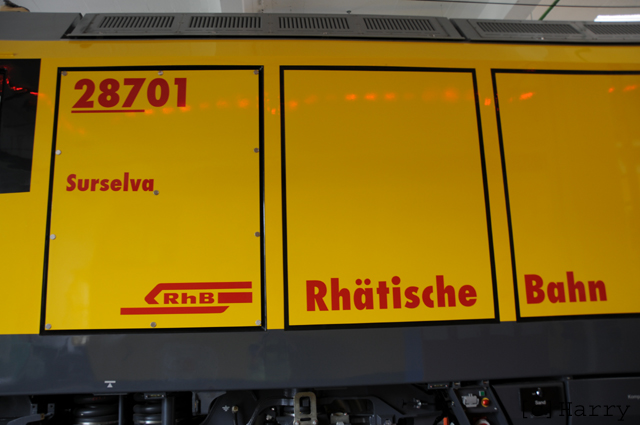 28701
Surselva
RhB
Rhätische Bahn
(c)Harry